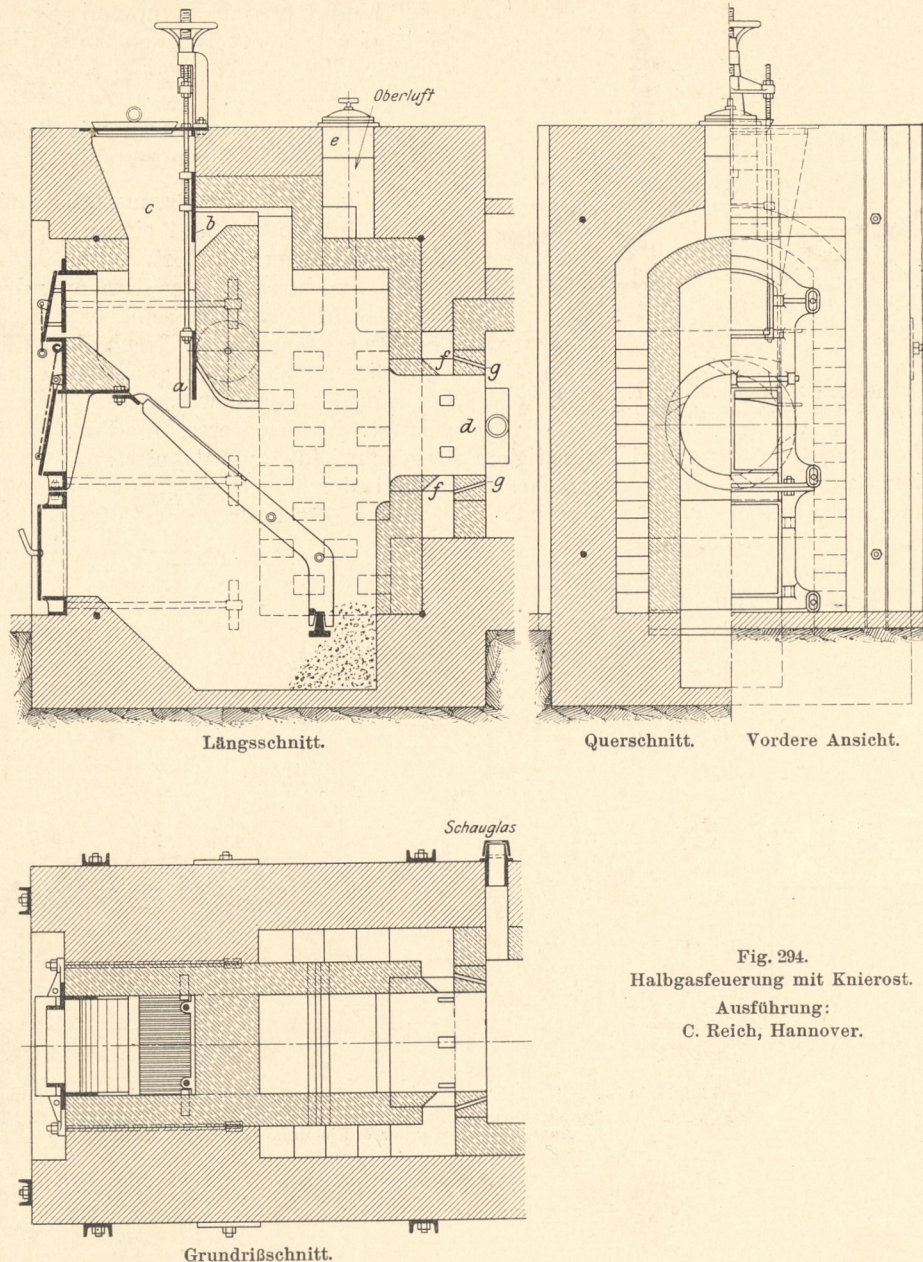 Oberluft
e
c
b
a
f
g
d
f
g
Längsschnitt.
Querschnitt.
Vordere Ansicht.
Schauglas
Fig. 294.
Halbgasfeuerung mit Knierost.
Ausführung:
C. Reich, Hannover.
Grundrißschnitt.